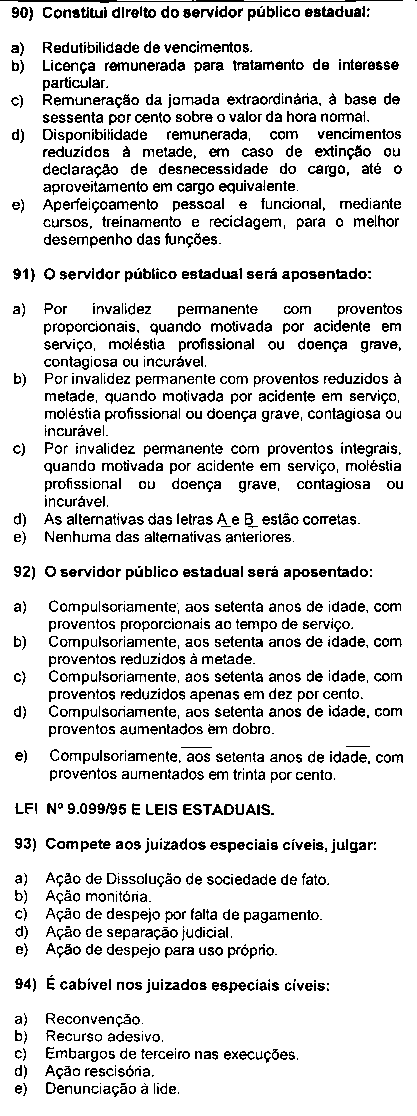 90) Constitui direito do servidor público estadual:
a) Redutibilidade de vencimentos.
b) Licença remunerada para tratamento de interesse
particular.
c) Remuneração da jornada extraordinária, à base de
sessenta por cento sobre o valor da hora normal.
d) Disponibilidade remunerada, com vencimentos
reduzidos à metade, em caso de extinção ou
declaração de desnecessidade do cargo, até o
aproveitamento em cargo equivalente.
e) Aperfeiçoamento pessoal e funcional, mediante
cursos, treinamento e reciclagem, para o melhor
desempenho das funções.
91) O servidor público estadual será aposentado:
a) Por invalidez permanente com proventos
proporcionais, quando motivada por acidente em
serviço, moléstia profissional ou doença grave,
contagiosa ou incurável.
b) Por invalidez permanente com proventos reduzidos à
metade, quando motivada por acidente em serviço,
moléstia profissional ou doença grave, contagiosa ou
incurável.
c) Por invalidez permanente com proventos integrais,
quando motivada por acidente em serviço, moléstia
profissional ou doença grave, contagiosa ou
incurável.
d) As alternativas das letras A e B estão corretas.
e) Nenhuma das alternativas anteriores.
92) O servidor público estadual será aposentado:
a) Compulsoriamente, aos setenta anos de idade, com
proventos proporcionais ao tempo de serviço.
b) Compulsoriamente, aos setenta anos de idade, com
proventos reduzidos à metade.
c) Compulsoriamente, aos setenta anos de idade, com
proventos reduzidos apenas em dez por cento.
d) Compulsoriamente, aos setenta anos de idade, com
proventos aumentados em dobro.
e) Compulsoriamente, aos setenta anos de idade, com
proventos aumentados em trinta por cento.
LEI Nº 9.099/95 E LEIS ESTADUAIS.
93) Compete aos juizados especiais cíveis, julgar:
a) Ação de Dissolução de sociedade de fato.
b) Ação monitória.
c) Ação de despejo por falta de pagamento.
d) Ação de separação judicial.
e) Ação de despejo para uso próprio.
94) É cabível nos juizados especiais cíveis:
a) Reconvenção.
b) Recurso adesivo.
c) Embargos de terceiro nas execuções.
d) Ação rescisória.
e) Denunciação à lide.